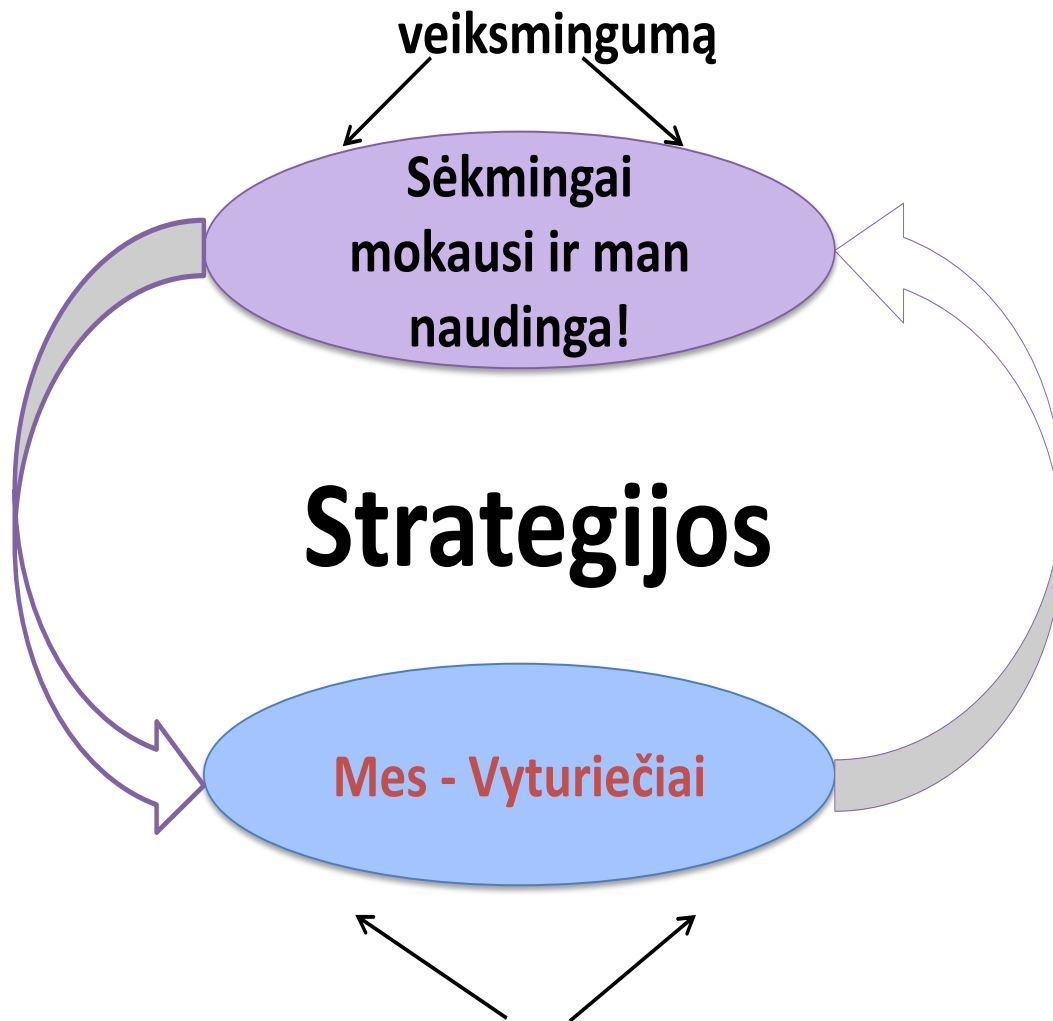 veiksmingumą
Sėkmingai
mokausi ir man
naudinga!
Strategijos
Mes - Vyturiečiai